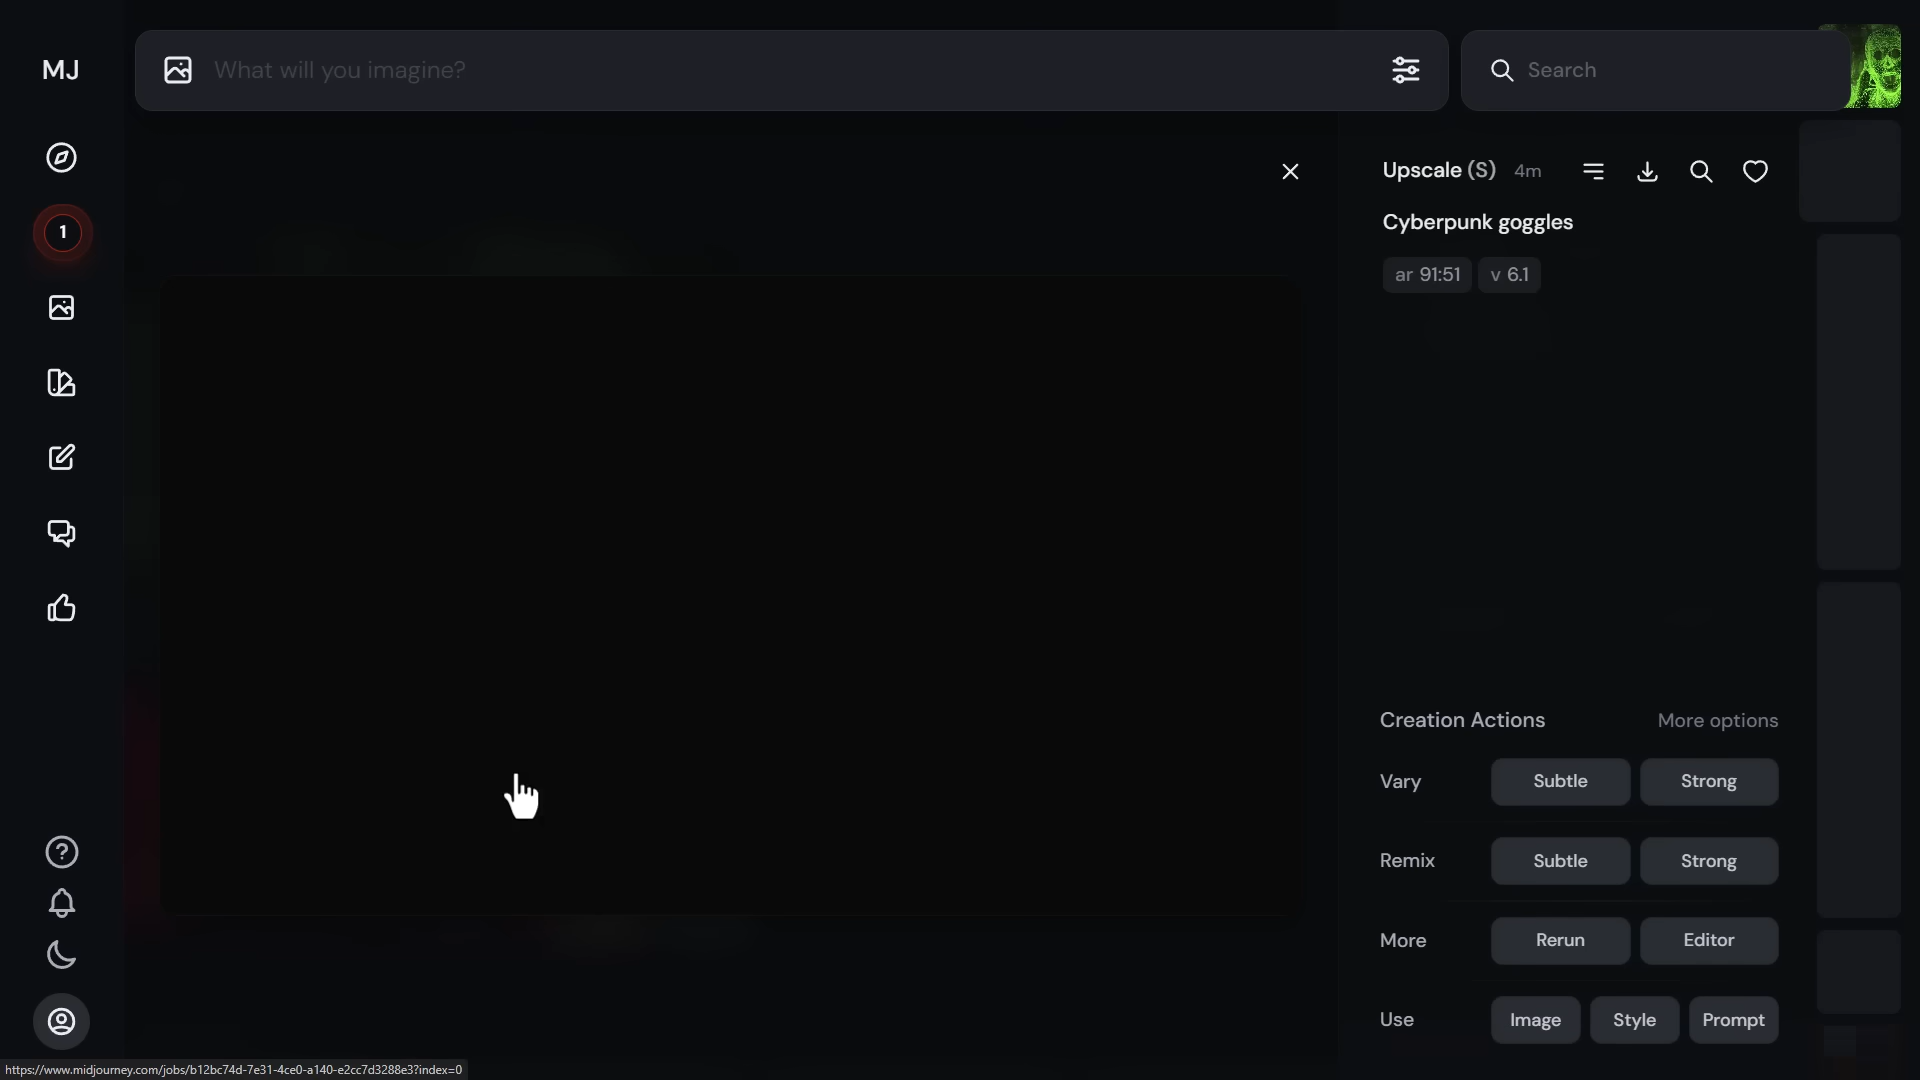 MJ
What will you imagine?
Search
1
Upscale (S) 4m
Cyberpunk goggles
ar 91:51 v 6.1
Creation Actions More options
Vary Subtle Strong
Remix Subtle Strong
More Rerun Editor
Use Image Style Prompt
https://www.midjourney.com/jobs/b12bc74d-7e31-4ce0-a140-e2cc7d3288e3?index=0